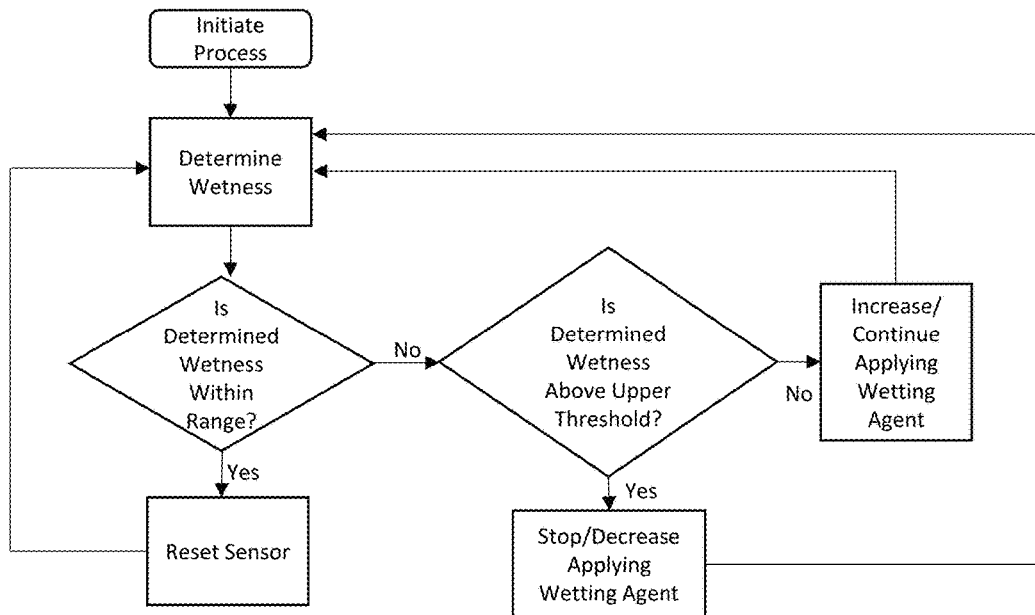 Initiate
Process
Determine
Wetness
Is
Determined
Wetness
Within
Range?
No
Yes
Reset Sensor
Is
Determined
Wetness
Above Upper
Threshold?
No
Yes
Increase/
Continue
Applying
Wetting
Agent
Stop/Decrease
Applying
Wetting Agent